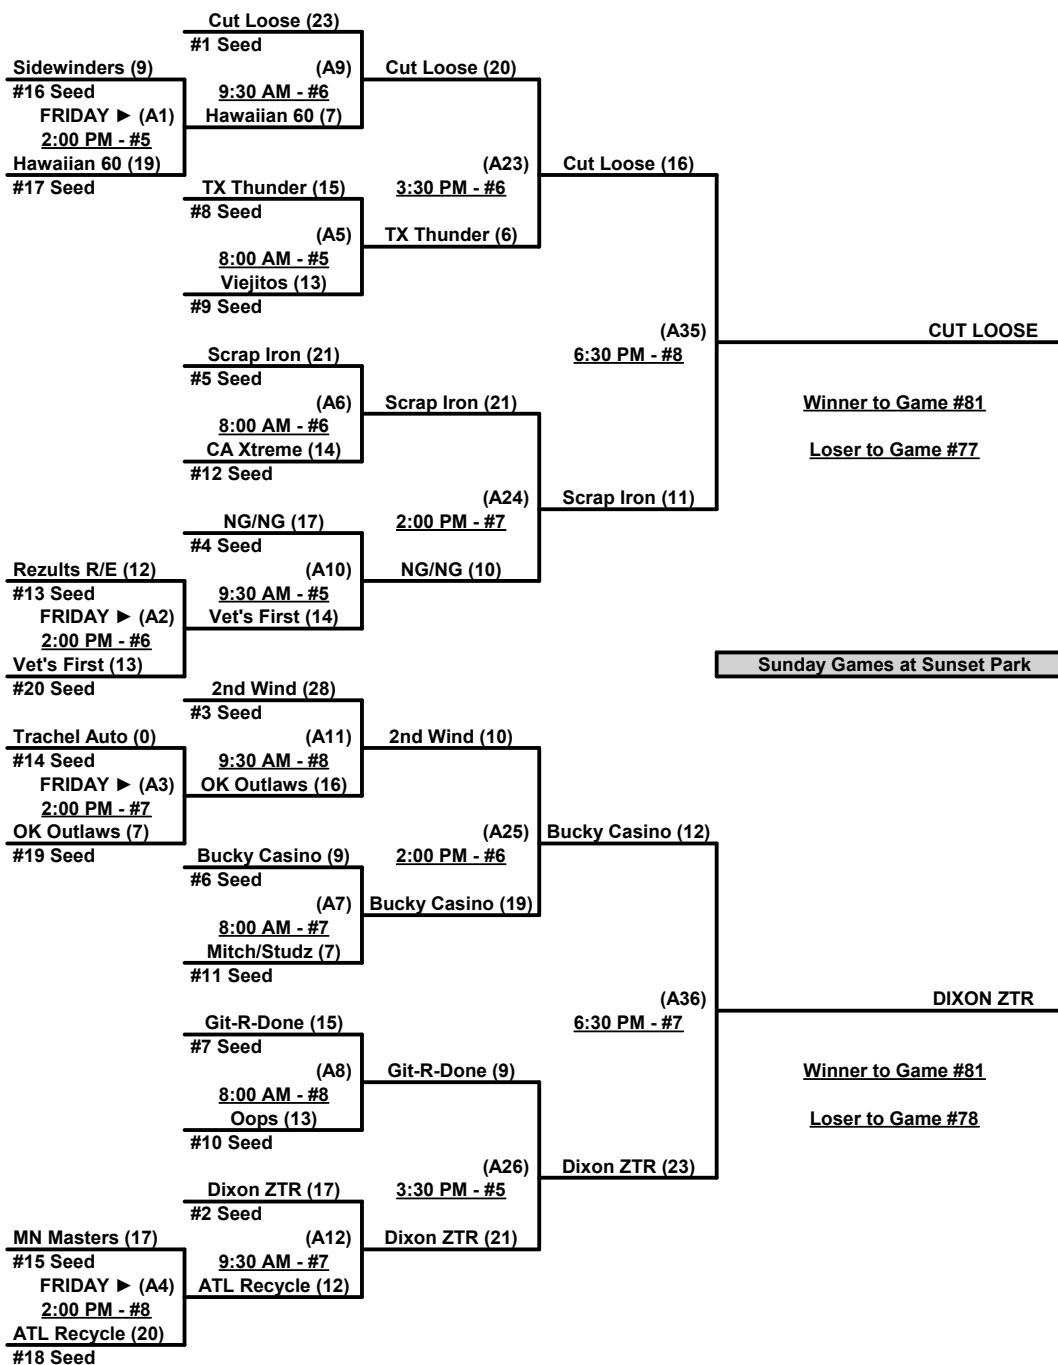 Cut Loose (23)
#1 Seed
Sidewinders (9)
(A9)
Cut Loose (20)
#16 Seed
9:30 AM - #6
FRIDAY ► (A1)
Hawaiian 60 (7)
2:00 PM - #5
Hawaiian 60 (19)
(A23)
Cut Loose (16)
#17 Seed
TX Thunder (15)
3:30 PM - #6
#8 Seed
(A5)
TX Thunder (6)
8:00 AM - #5
Viejitos (13)
#9 Seed
(A35)
CUT LOOSE
Scrap Iron (21)
6:30 PM - #8
#5 Seed
(A6)
Scrap Iron (21)
Winner to Game #81
8:00 AM - #6
CA Xtreme (14)
Loser to Game #77
#12 Seed
(A24)
Scrap Iron (11)
NG/NG (17)
2:00 PM - #7
#4 Seed
Rezults R/E (12)
(A10)
NG/NG (10)
#13 Seed
9:30 AM - #5
FRIDAY ► (A2)
Vet's First (14)
2:00 PM - #6
Vet's First (13)
Sunday Games at Sunset Park
#20 Seed
2nd Wind (28)
#3 Seed
Trachel Auto (0)
(A11)
2nd Wind (10)
#14 Seed
9:30 AM - #8
FRIDAY ► (A3)
OK Outlaws (16)
2:00 PM - #7
OK Outlaws (7)
(A25)
Bucky Casino (12)
#19 Seed
Bucky Casino (9)
2:00 PM - #6
#6 Seed
(A7)
Bucky Casino (19)
8:00 AM - #7
Mitch/Studz (7)
#11 Seed
(A36)
DIXON ZTR
Git-R-Done (15)
6:30 PM - #7
#7 Seed
(A8)
Git-R-Done (9)
Winner to Game #81
8:00 AM - #8
Oops (13)
Loser to Game #78
#10 Seed
(A26)
Dixon ZTR (23)
Dixon ZTR (17)
3:30 PM - #5
#2 Seed
MN Masters (17)
(A12)
Dixon ZTR (21)
#15 Seed
9:30 AM - #7
FRIDAY ► (A4)
ATL Recycle (12)
2:00 PM - #8
ATL Recycle (20)
#18 Seed